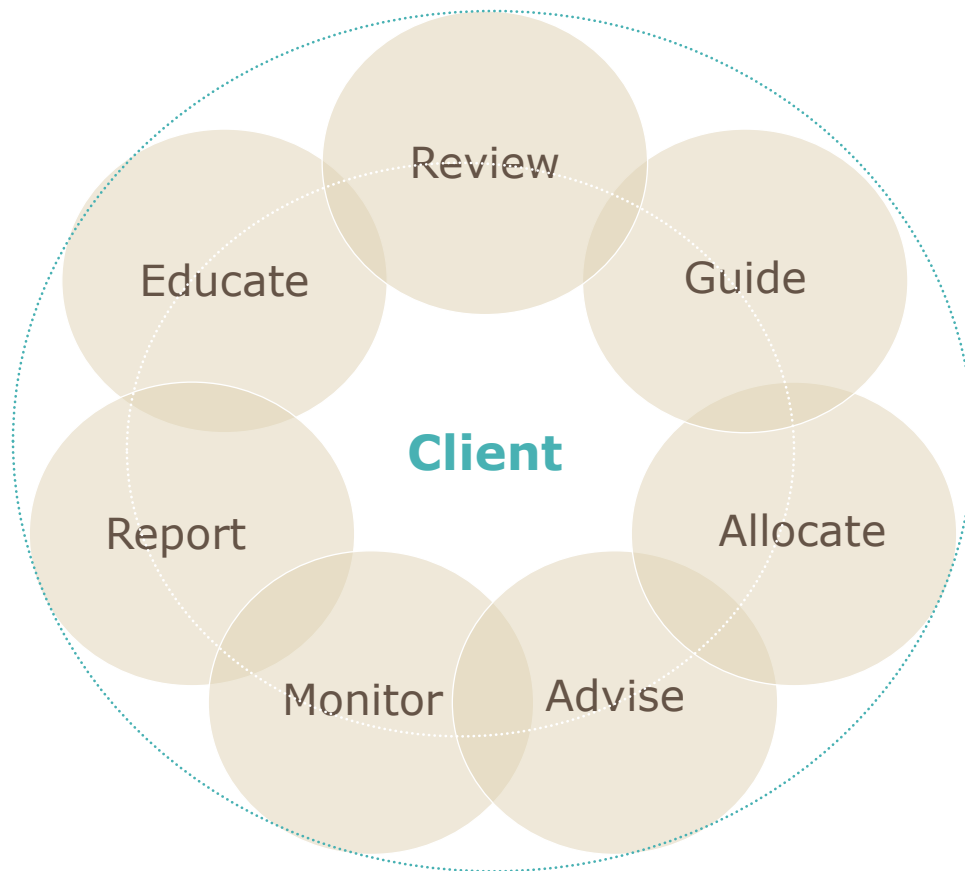 Review
Guide
Educate
Client
Allocate
Report
Advise
Monitor